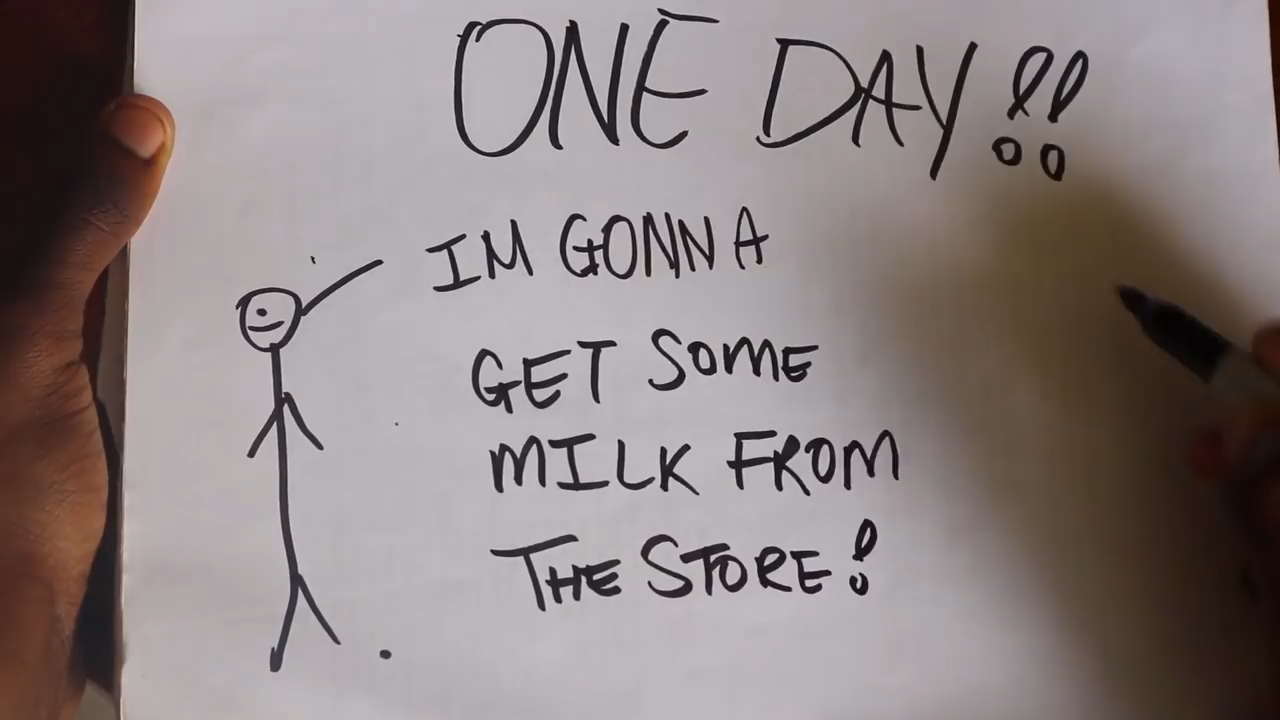 ONE DAY!!
IM GONNA
GET SOME
MILK FROM
THE STORE!